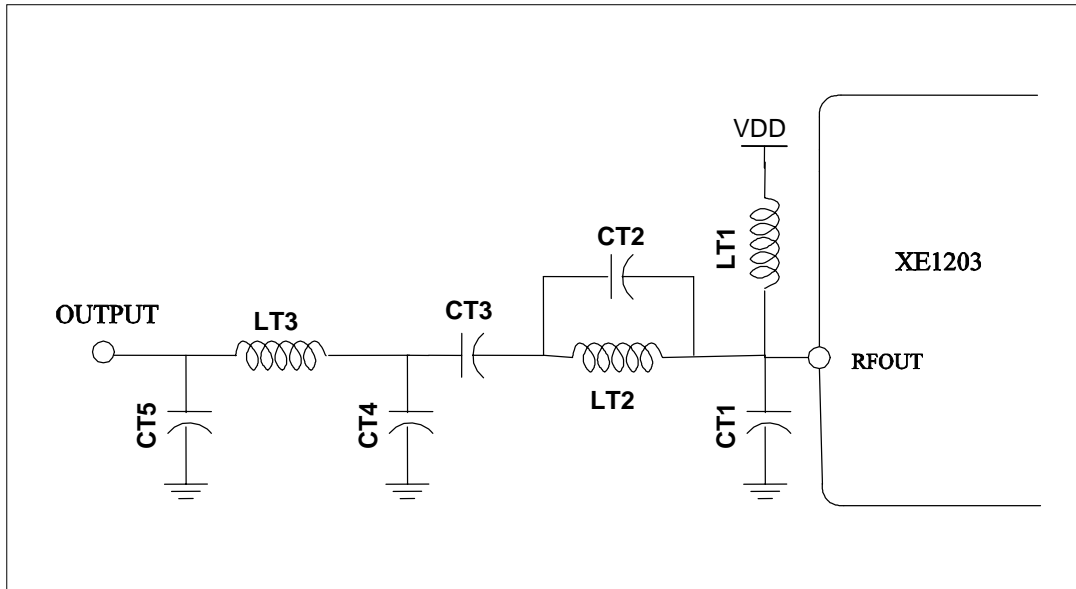 VDD
LT1
CT2
XE1203
CT3
OUTPUT
LT3
RFOUT
LT2
CT5
CT4
CT1